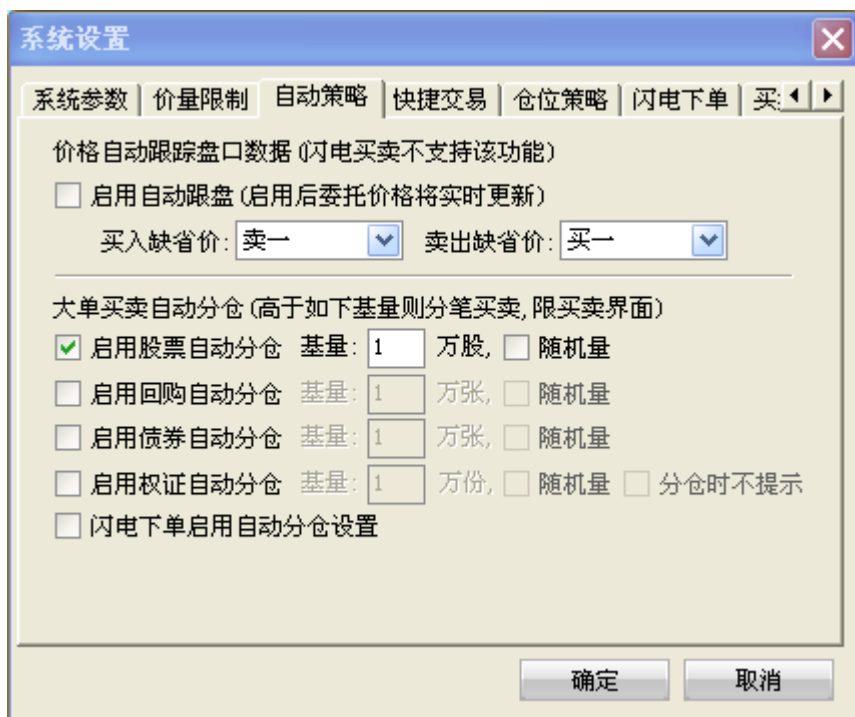 系统设置
系统参数 价量限制 自动策略 快捷交易 仓位策略 闪电下单 买
价格自动跟踪盘口数据(闪电买卖不支持该功能)
启用自动跟盘(启用后委托价格将实时更新)
买入缺省价: 卖一 卖出缺省价: 买一
大单买卖自动分仓(高于如下基量则分笔买卖,限买卖界面)
启用股票自动分仓 基量: 1 万股, 随机量
启用回购自动分仓 基量: 1 万张, 随机量
启用债券自动分仓 基量: 1 万张, 随机量
启用权证自动分仓 基量: 1 万份, 随机量 分仓时不提示
闪电下单启用自动分仓设置
确定 取消